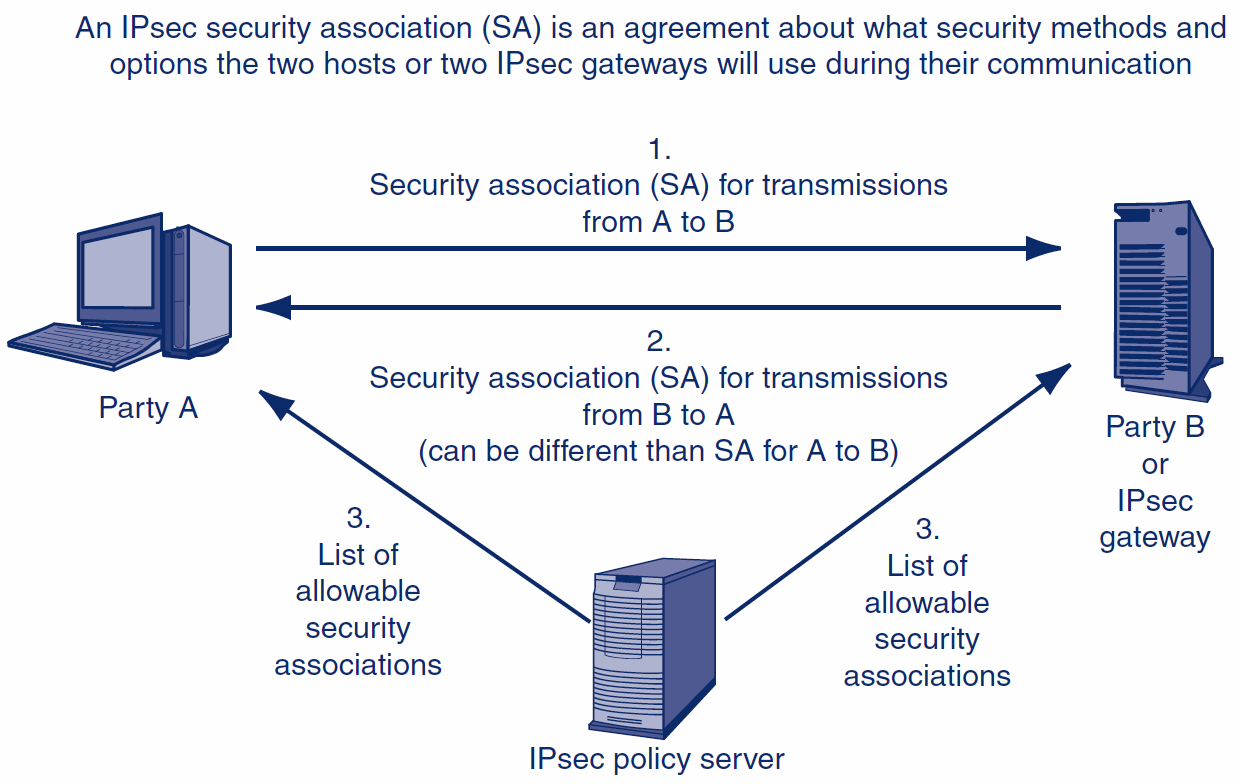 An IPsec security association (SA) is an agreement about what security methods and
options the two hosts or two IPsec gateways will use during their communication
1.
Security association (SA) for transmissions
from A to B
2.
Security association (SA) for transmissions
from B to A
(can be different than SA for A to B)
Party A
Party B
or
IPsec
gateway
3.
List of
allowable
security
associations
3.
List of
allowable
security
associations
IPsec policy server